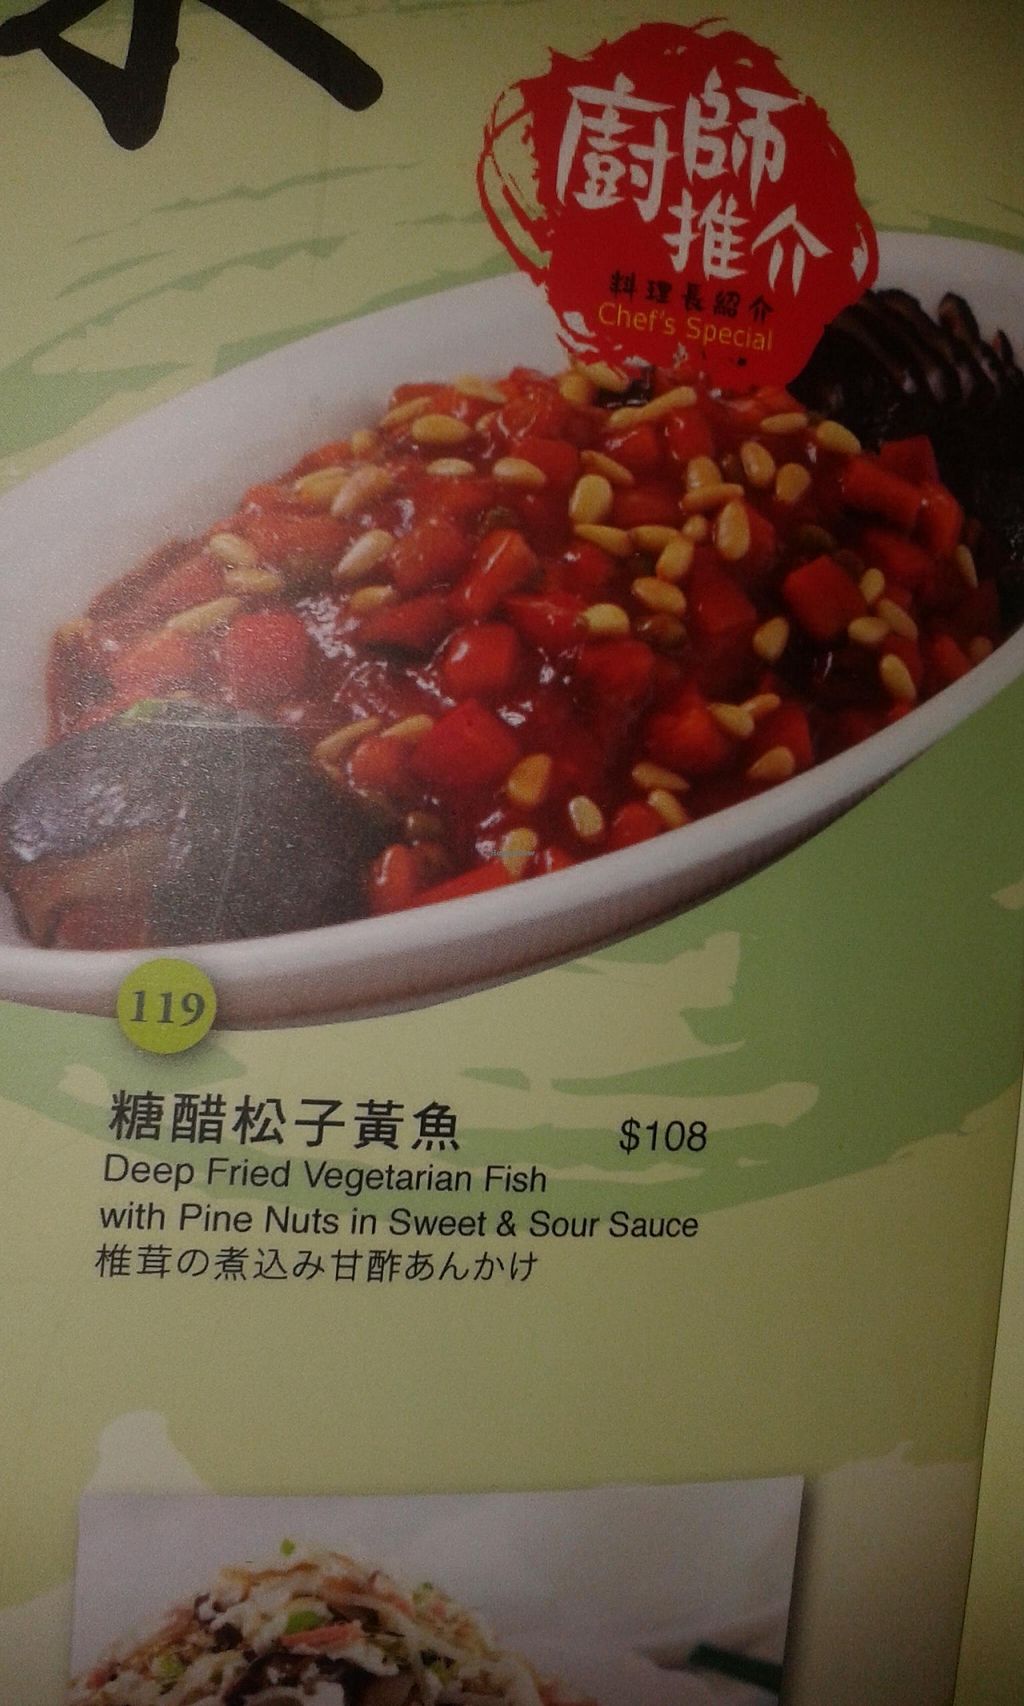 廚師
推介
料理長紹介
Chef's Special
119
糖醋松子黃魚 $108
Deep Fried Vegetarian Fish
with Pine Nuts in Sweet & Sour Sauce
椎茸の煮込み甘酢あんかけ